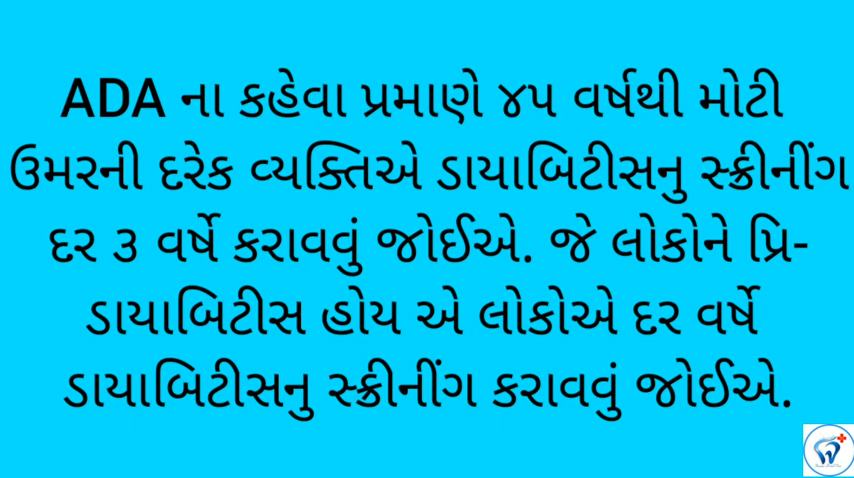 ADA ના કહેવા પ્રમાણે ૪૫ વર્ષથી મોટી
ઉમરની દરેક વ્યક્તિએ ડાયાબિટીસનુ સ્ક્રીનીંગ
દર ૩ વર્ષે કરાવવું જોઈએ. જે લોકોને પ્રિ-
ડાયાબિટીસ હોય એ લોકોએ દર વર્ષે
ડાયાબિટીસનુ સ્ક્રીનીંગ કરાવવું જોઈએ.